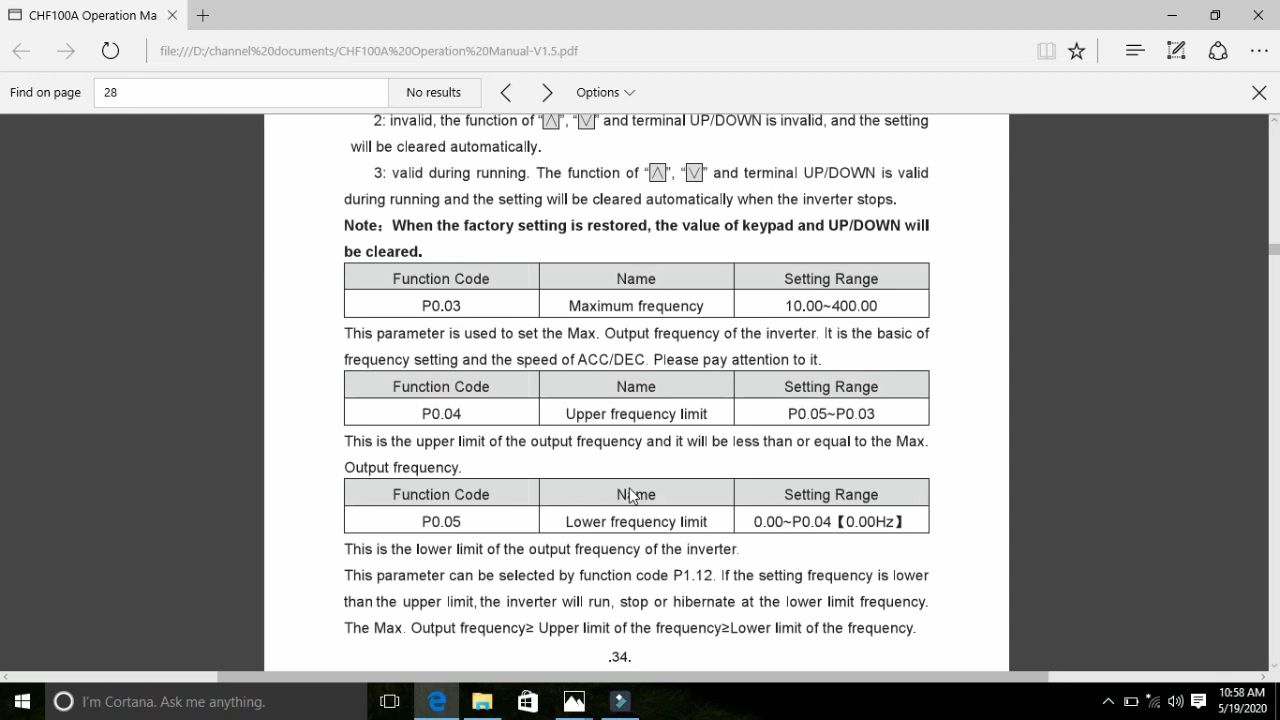 CHF100A Operation Ma
file:///D:/channel%20documents/CHF100A%20Operation%20Manual-V1.5.pdf
Find on page 28 No results Options
2: invalid, the function of “∧”, “∨” and terminal UP/DOWN is invalid, and the setting
will be cleared automatically.
3: valid during running. The function of “∧”, “∨” and terminal UP/DOWN is valid
during running and the setting will be cleared automatically when the inverter stops.
Note： When the factory setting is restored, the value of keypad and UP/DOWN will
be cleared.
Function Code Name Setting Range
P0.03 Maximum frequency 10.00~400.00
This parameter is used to set the Max. Output frequency of the inverter. It is the basic of
frequency setting and the speed of ACC/DEC. Please pay attention to it.
Function Code Name Setting Range
P0.04 Upper frequency limit P0.05~P0.03
This is the upper limit of the output frequency and it will be less than or equal to the Max.
Output frequency.
Function Code Name Setting Range
P0.05 Lower frequency limit 0.00~P0.04【0.00Hz】
This is the lower limit of the output frequency of the inverter.
This parameter can be selected by function code P1.12. If the setting frequency is lower
than the upper limit, the inverter will run, stop or hibernate at the lower limit frequency.
The Max. Output frequency≥ Upper limit of the frequency≥Lower limit of the frequency.
.34.
I'm Cortana. Ask me anything.
10:58 AM
5/19/2020